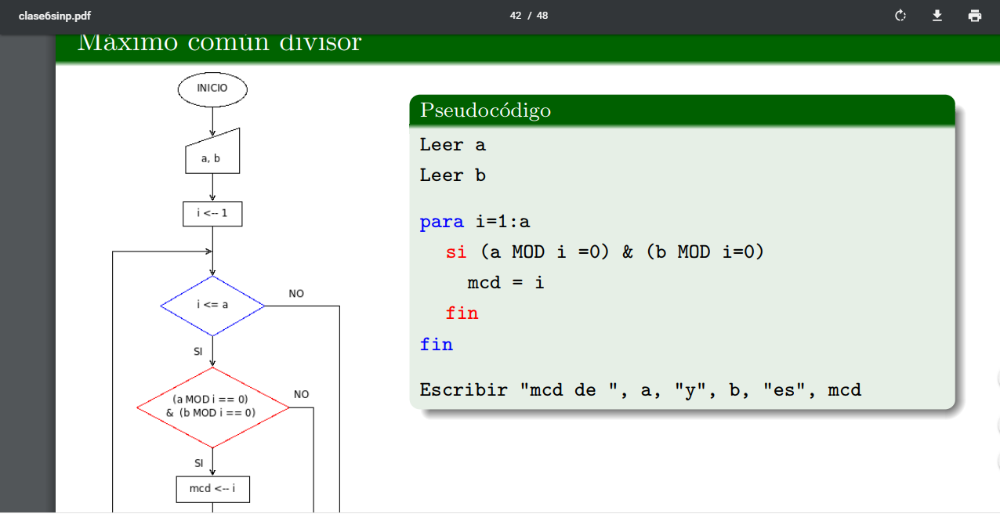 clase6sinp.pdf
42 / 48
Máximo común divisor
INICIO
a, b
i <-- 1
i <= a
NO
SI
(a MOD i == 0)
& (b MOD i == 0)
NO
SI
mcd <-- i
Pseudocódigo
Leer a
Leer b
para i=1:a
si (a MOD i =0) & (b MOD i=0)
mcd = i
fin
fin
Escribir "mcd de ", a, "y", b, "es", mcd